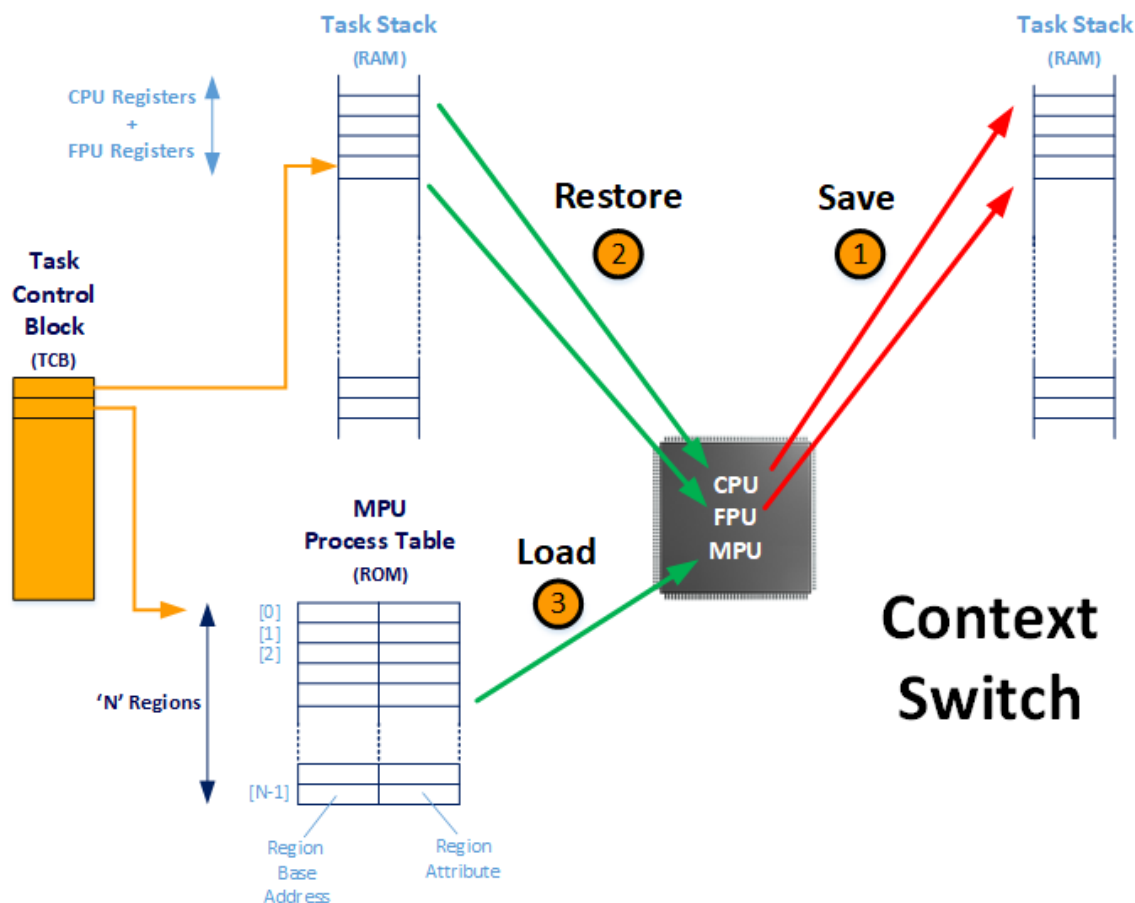 Task Stack
(RAM)
CPU Registers
+
FPU Registers
Task Stack
(RAM)
Restore
2
Save
1
Task
Control
Block
(TCB)
CPU
FPU
MPU
MPU
Process Table
(ROM)
Load
3
[0]
[1]
[2]
‘N’ Regions
[N-1]
Region
Base
Address
Region
Attribute
Context
Switch